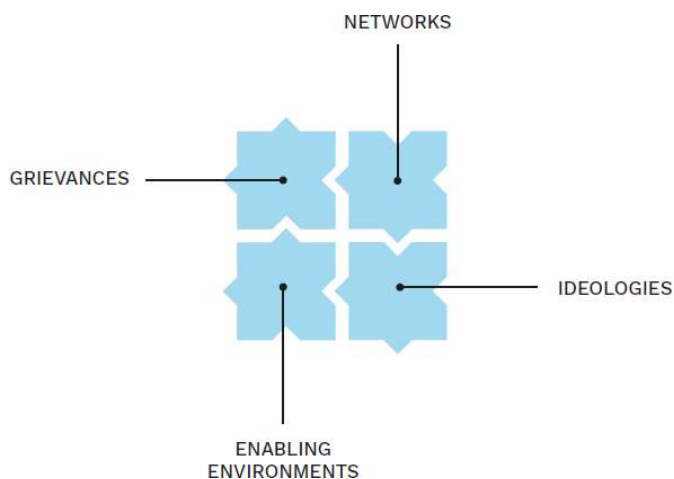 NETWORKS
GRIEVANCES
IDEOLOGIES
ENABLING
ENVIRONMENTS